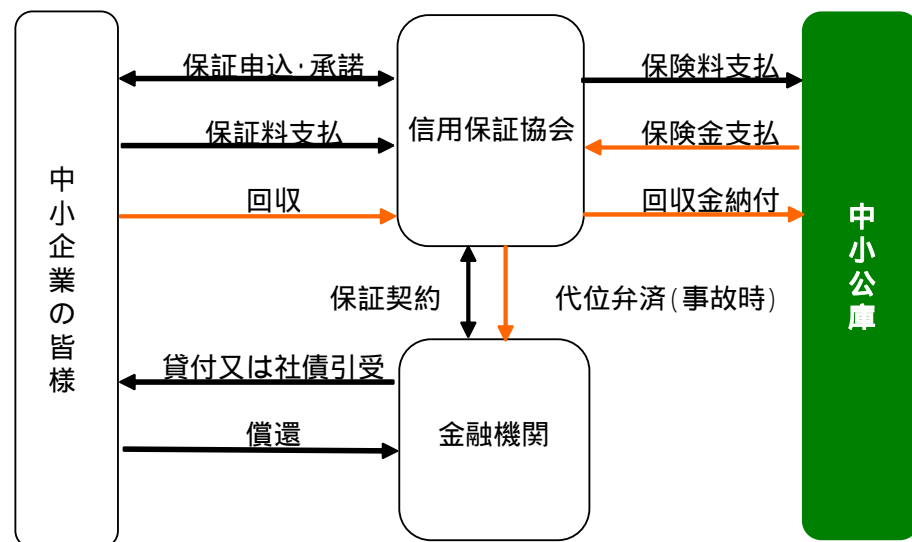 保証申込・承諾
保険料支払
保証料支払
信用保証協会
保険金支払
回収
回収金納付
中小企業の皆様
中小公庫
保証契約
代位弁済(事故時)
貸付又は社債引受
償還
金融機関